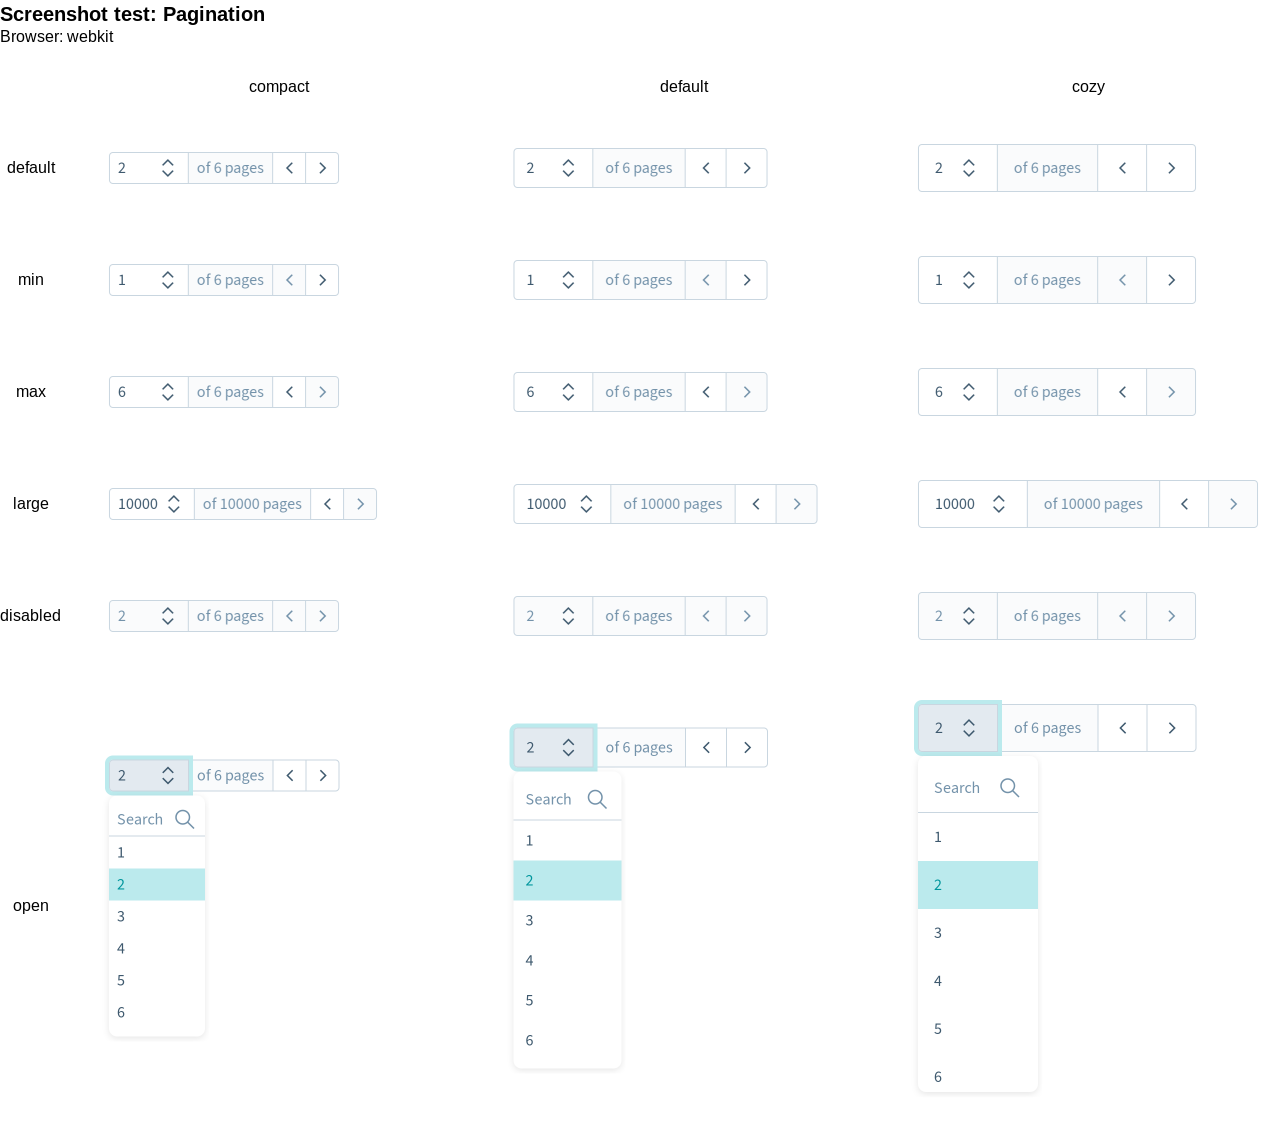 Screenshot test: Pagination
Browser: webkit
compact default cozy
default 2 of 6 pages 2 of 6 pages 2 of 6 pages
min 1 of 6 pages 1 of 6 pages 1 of 6 pages
max 6 of 6 pages 6 of 6 pages 6 of 6 pages
large 10000 of 10000 pages 10000 of 10000 pages 10000 of 10000 pages
disabled 2 of 6 pages 2 of 6 pages 2 of 6 pages
open
2 of 6 pages
Search
1
2
3
4
5
6
2 of 6 pages
Search
1
2
3
4
5
6
2 of 6 pages
Search
1
2
3
4
5
6